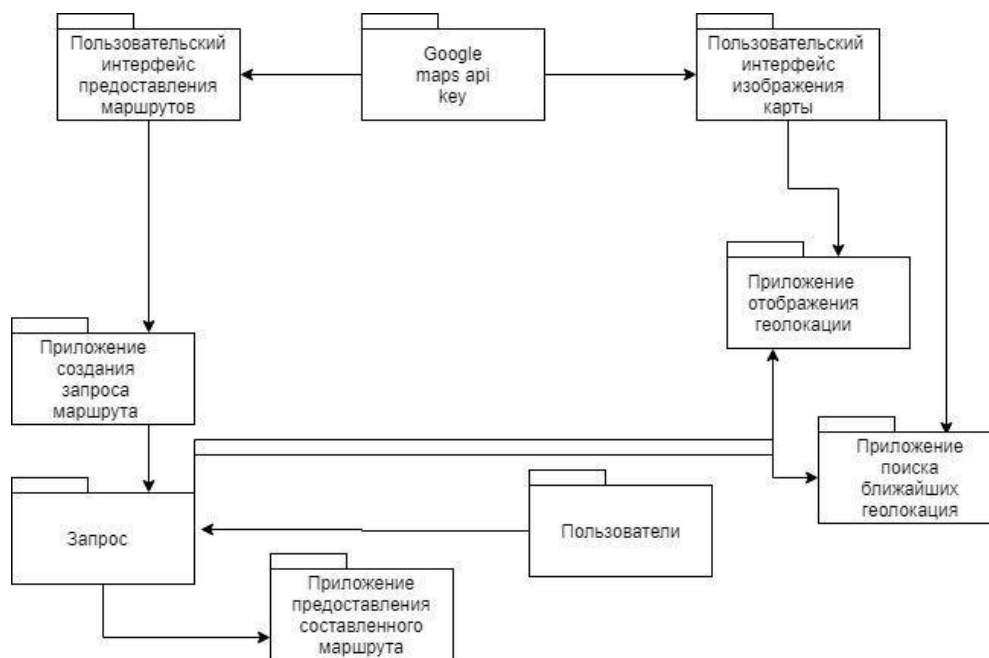 Пользовательский
интерфейс
предоставления
маршрутов
Google
maps api
key
Пользовательский
интерфейс
изображения
карты
Приложение
отображения
геолокации
Приложение
создания
запроса
маршрута
Приложение
поиска
ближайших
геолокация
Запрос
Пользователи
Приложение
предоставления
составленного
маршрута